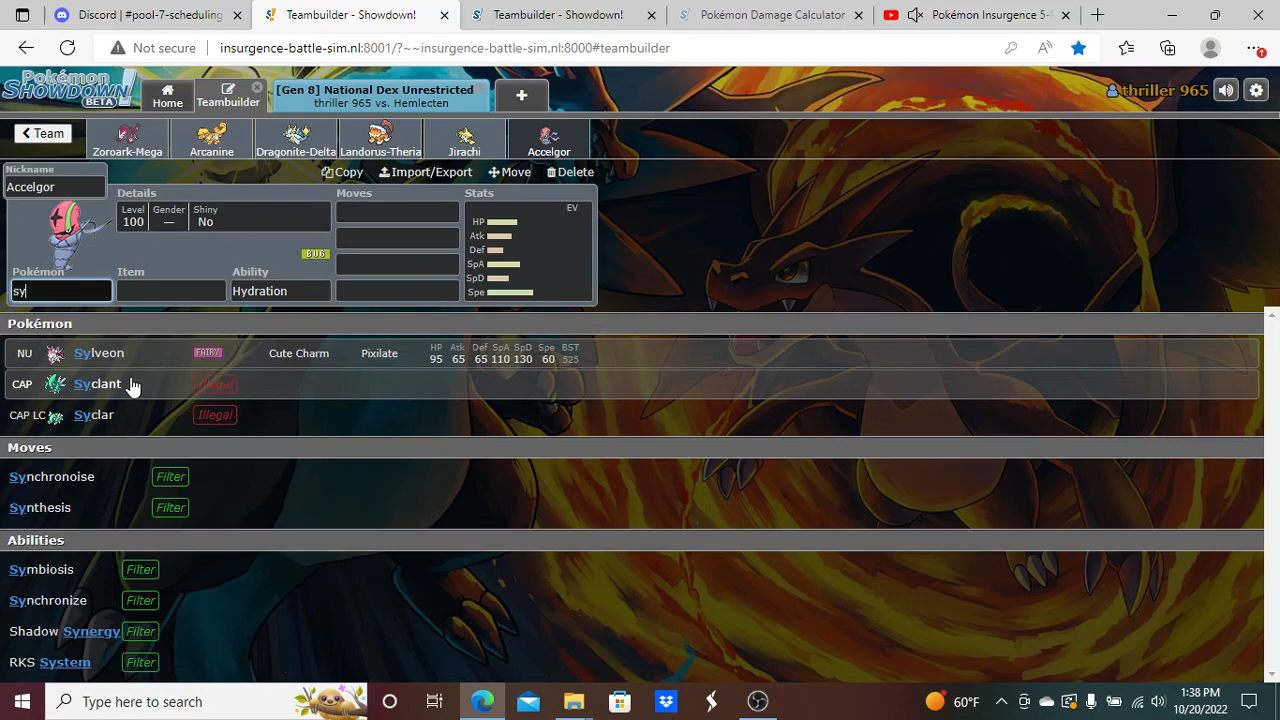 Discord | #pool-7-scheduling
Teambuilder - Showdown!
Teambuilder - Showdown!
Pokémon Damage Calculator
Pokémon Insurgence 5-
Not secure
insurgence-battle-sim.nl:8001/?~~insurgence-battle-sim.nl:8000#teambuilder
Pokémon
SHOWDOWN
BETA
Home
Teambuilder
[Gen 8] National Dex Unrestricted
thriller 965 vs. Hemlecten
thriller 965
Team
Zoroark-Mega
Arcanine
Dragonite-Delta
Landorus-Theria
Jirachi
Accelgor
Copy
Import/Export
Move
Delete
Nickname
Accelgor
Details
Level
Gender
Shiny
100
—
No
BUG
Pokémon
sy
Item
Ability
Hydration
Moves
Stats
EV
HP
Atk
Def
SpA
SpD
Spe
Pokémon
NU Sylveon FAIRY Cute Charm Pixilate HP 95 Atk 65 Def 65 SpA 110 SpD 130 Spe 60 BST 525
CAP Syclant Illegal
CAP LC Syclar Illegal
Moves
Synchronoise Filter
Synthesis Filter
Abilities
Symbiosis Filter
Synchronize Filter
Shadow Synergy Filter
RKS System Filter
Type here to search
60°F
1:38 PM
10/20/2022